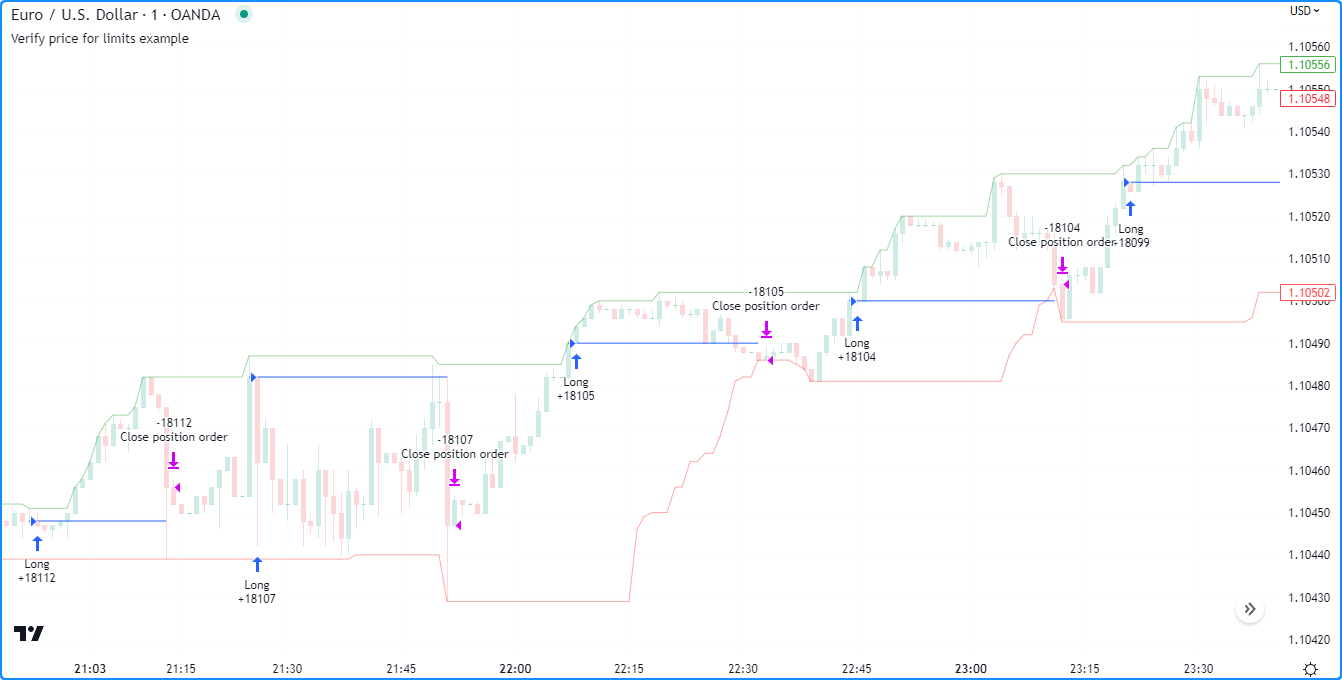 Euro / U.S. Dollar · 1 · OANDA
USD
Verify price for limits example
1.10560
1.10556
1.10550
1.10548
1.10540
1.10530
-18104
Close position order
Long
+18099
1.10520
1.10510
1.10502
1.10500
-18105
Close position order
Long
+18104
1.10490
1.10480
Long
+18105
1.10470
-18112
Close position order
-18107
Close position order
1.10460
1.10450
1.10440
Long
+18112
Long
+18107
1.10430
1.10420
21:03 21:15 21:30 21:45 22:00 22:15 22:30 22:45 23:00 23:15 23:30